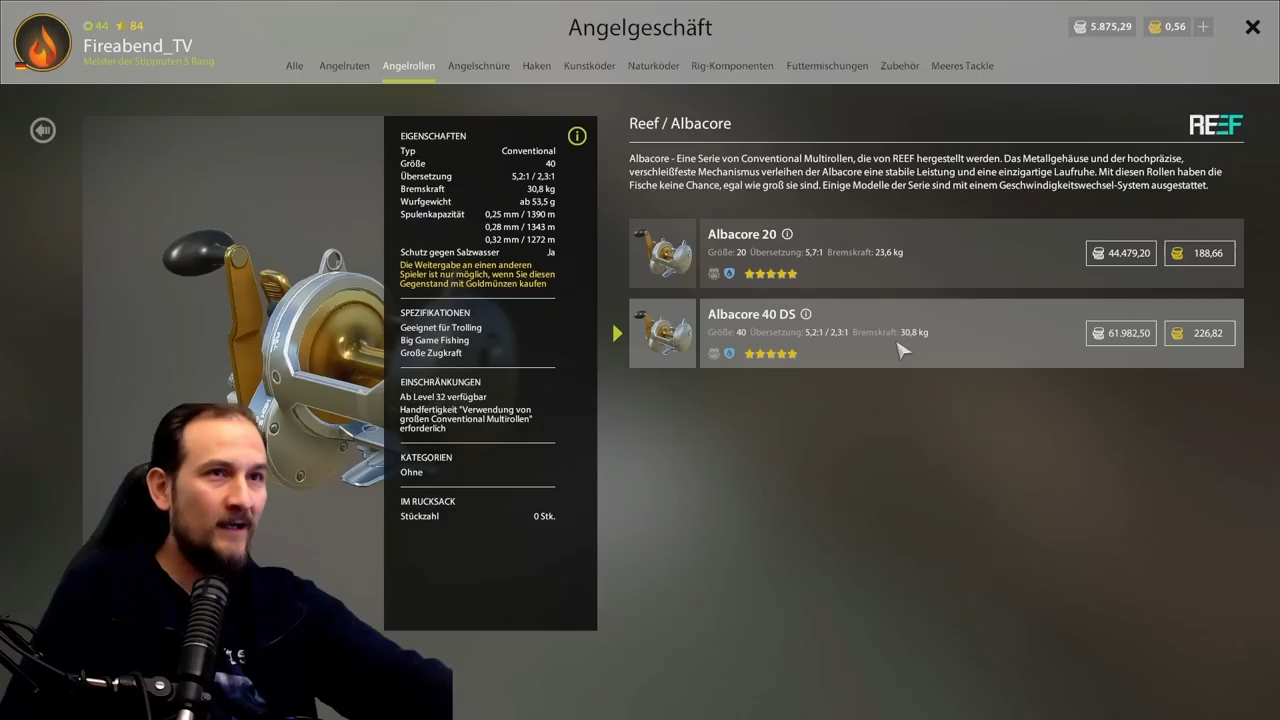 44 84
Fireabend_TV
Meister der Stippruten 5 Rang
Angelgeschäft
5.875,29
0,56
Alle Angelruten Angelrollen Angelschnüre Haken Kunstköder Naturköder Rig-Komponenten Futtermischungen Zubehör Meeres Tackle
EIGENSCHAFTEN
Typ Conventional
Größe 40
Übersetzung 5,2:1 / 2,3:1
Bremskraft 30,8 kg
Wurfgewicht ab 53,5 g
Spulenkapazität 0,25 mm / 1390 m
0,28 mm / 1343 m
0,32 mm / 1272 m
Schutz gegen Salzwasser Ja
Die Weitergabe an einen anderen
Spieler ist nur möglich, wenn Sie diesen
Gegenstand mit Goldmünzen kaufen
SPEZIFIKATIONEN
Geeignet für Trolling
Big Game Fishing
Große Zugkraft
EINSCHRÄNKUNGEN
Ab Level 32 verfügbar
Handfertigkeit "Verwendung von
großen Conventional Multirollen"
erforderlich
KATEGORIEN
Ohne
IM RUCKSACK
Stückzahl 0 Stk.
Reef / Albacore
REEF
Albacore - Eine Serie von Conventional Multirollen, die von REEF hergestellt werden. Das Metallgehäuse und der hochpräzise,
verschleißfeste Mechanismus verleihen der Albacore eine stabile Leistung und eine einzigartige Laufruhe. Mit diesen Rollen haben die
Fische keine Chance, egal wie groß sie sind. Einige Modelle der Serie sind mit einem Geschwindigkeitswechsel-System ausgestattet.
Albacore 20
Größe: 20 Übersetzung: 5,7:1 Bremskraft: 23,6 kg
44.479,20
188,66
Albacore 40 DS
Größe: 40 Übersetzung: 5,2:1 / 2,3:1 Bremskraft: 30,8 kg
61.982,50
226,82